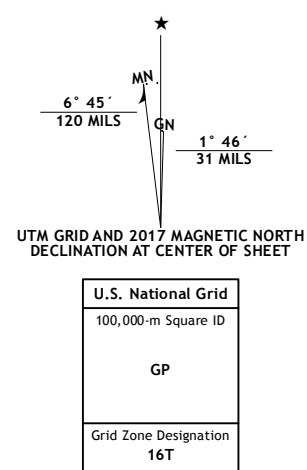 ★
MN
6° 45´
120 MILS
GN
1° 46´
31 MILS
UTM GRID AND 2017 MAGNETIC NORTH
DECLINATION AT CENTER OF SHEET
U.S. National Grid
100,000-m Square ID
GP
Grid Zone Designation
16T